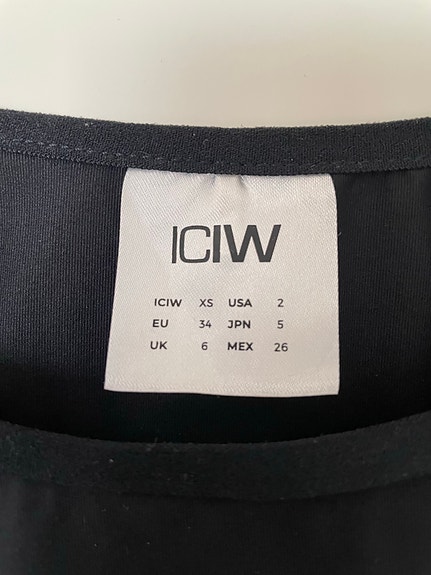 ICIW
ICIW XS USA 2
EU 34 JPN 5
UK 6 MEX 26